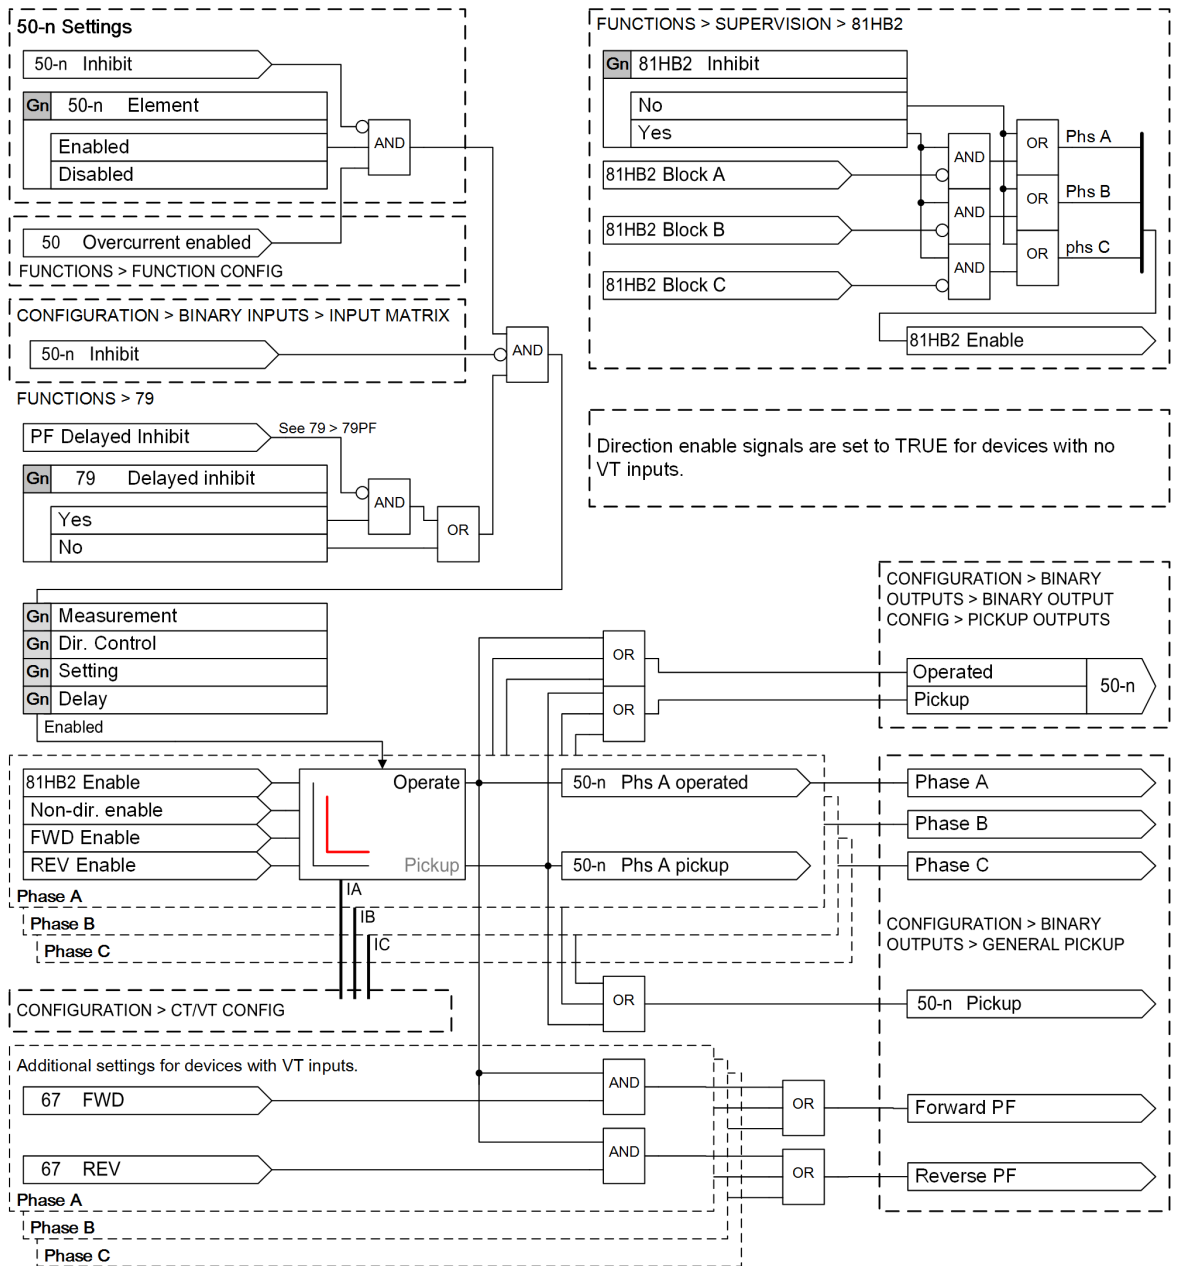 50-n Settings
50-n Inhibit
Gn 50-n Element
Enabled
Disabled
AND
50 Overcurrent enabled
FUNCTIONS > FUNCTION CONFIG
CONFIGURATION > BINARY INPUTS > INPUT MATRIX
50-n Inhibit
AND
FUNCTIONS > 79
PF Delayed Inhibit
See 79 > 79PF
Gn 79 Delayed inhibit
Yes
No
AND
OR
FUNCTIONS > SUPERVISION > 81HB2
Gn 81HB2 Inhibit
No
Yes
81HB2 Block A
81HB2 Block B
81HB2 Block C
AND
AND
AND
OR
OR
OR
Phs A
Phs B
phs C
81HB2 Enable
Direction enable signals are set to TRUE for devices with no
VT inputs.
Gn Measurement
Gn Dir. Control
Gn Setting
Gn Delay
Enabled
OR
OR
CONFIGURATION > BINARY
OUTPUTS > BINARY OUTPUT
CONFIG > PICKUP OUTPUTS
Operated
Pickup
50-n
81HB2 Enable
Non-dir. enable
FWD Enable
REV Enable
Operate
Pickup
50-n Phs A operated
50-n Phs A pickup
Phase A
Phase B
Phase C
IA
IB
IC
Phase A
Phase B
Phase C
CONFIGURATION > BINARY
OUTPUTS > GENERAL PICKUP
CONFIGURATION > CT/VT CONFIG
OR
50-n Pickup
Additional settings for devices with VT inputs.
67 FWD
67 REV
AND
AND
OR
OR
Forward PF
Reverse PF
Phase A
Phase B
Phase C